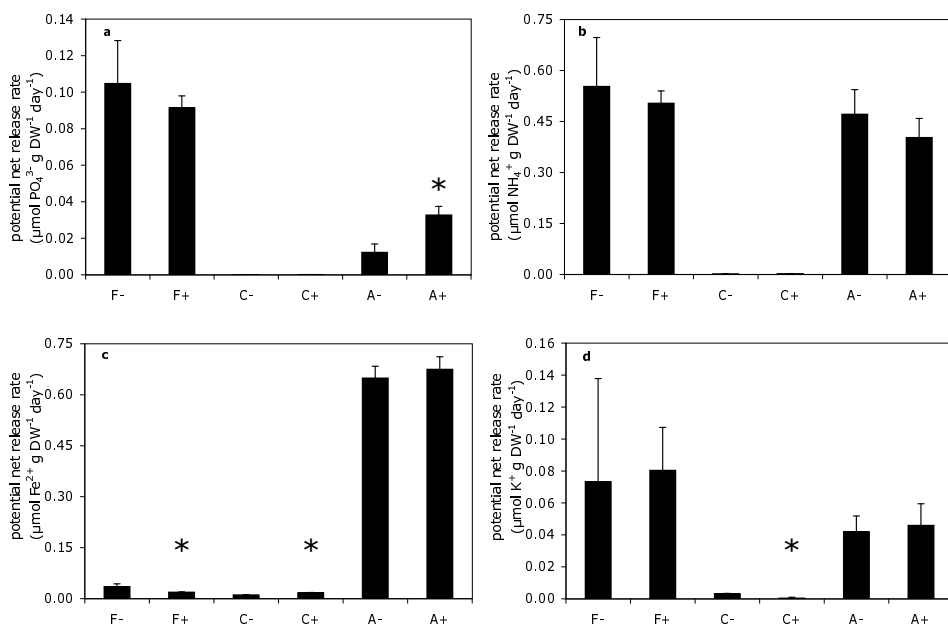 a
potential net release rate
(μmol PO₄³⁻ g DW⁻¹ day⁻¹)
0.14
0.12
0.10
0.08
0.06
0.04
0.02
0.00
*
F- F+ C- C+ A- A+
b
potential net release rate
(μmol NH₄⁺ g DW⁻¹ day⁻¹)
0.75
0.60
0.45
0.30
0.15
0.00
F- F+ C- C+ A- A+
c
potential net release rate
(μmol Fe²⁺ g DW⁻¹ day⁻¹)
0.75
0.60
0.45
0.30
0.15
0.00
* *
F- F+ C- C+ A- A+
d
potential net release rate
(μmol K⁺ g DW⁻¹ day⁻¹)
0.16
0.14
0.12
0.10
0.08
0.06
0.04
0.02
0.00
*
F- F+ C- C+ A- A+